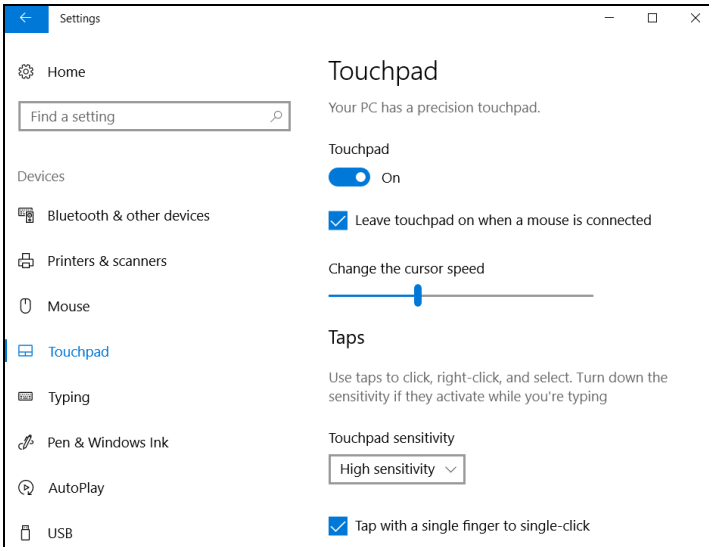 Settings
Home
Find a setting
Devices
Bluetooth & other devices
Printers & scanners
Mouse
Touchpad
Typing
Pen & Windows Ink
AutoPlay
USB
Touchpad
Your PC has a precision touchpad.
Touchpad
On
Leave touchpad on when a mouse is connected
Change the cursor speed
Taps
Use taps to click, right-click, and select. Turn down the
sensitivity if they activate while you're typing
Touchpad sensitivity
High sensitivity
Tap with a single finger to single-click